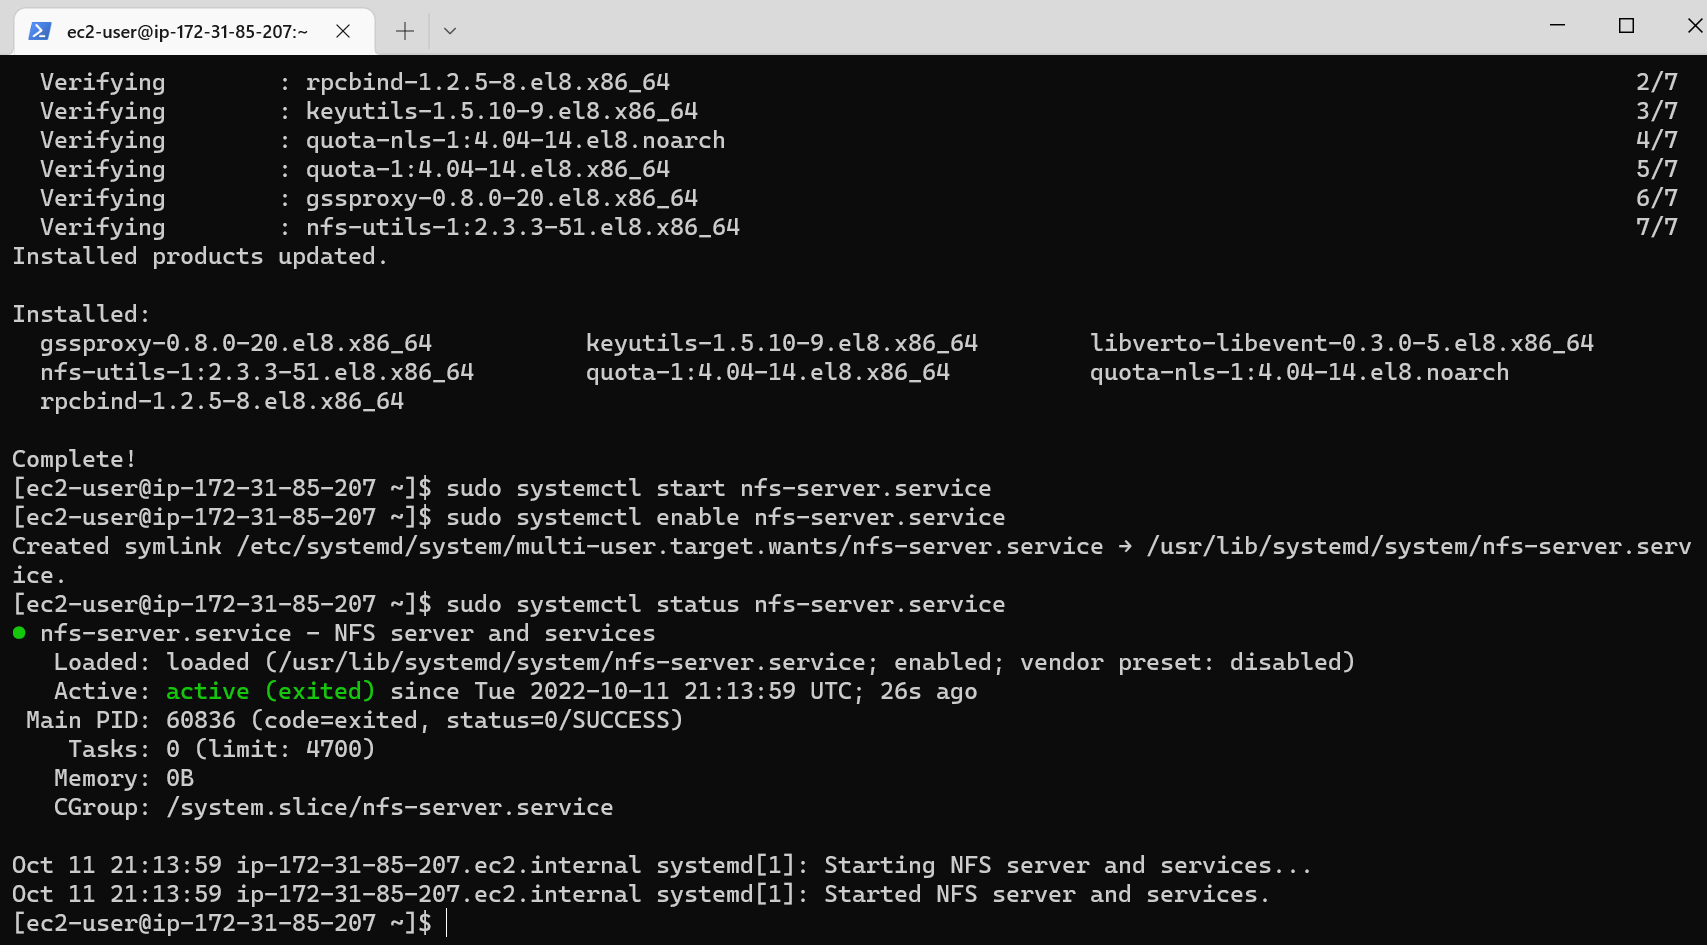 ec2-user@ip-172-31-85-207:~
Verifying : rpcbind-1.2.5-8.el8.x86_64 2/7
Verifying : keyutils-1.5.10-9.el8.x86_64 3/7
Verifying : quota-nls-1:4.04-14.el8.noarch 4/7
Verifying : quota-1:4.04-14.el8.x86_64 5/7
Verifying : gssproxy-0.8.0-20.el8.x86_64 6/7
Verifying : nfs-utils-1:2.3.3-51.el8.x86_64 7/7
Installed products updated.
Installed:
gssproxy-0.8.0-20.el8.x86_64 keyutils-1.5.10-9.el8.x86_64 libverto-libevent-0.3.0-5.el8.x86_64
nfs-utils-1:2.3.3-51.el8.x86_64 quota-1:4.04-14.el8.x86_64 quota-nls-1:4.04-14.el8.noarch
rpcbind-1.2.5-8.el8.x86_64
Complete!
[ec2-user@ip-172-31-85-207 ~]$ sudo systemctl start nfs-server.service
[ec2-user@ip-172-31-85-207 ~]$ sudo systemctl enable nfs-server.service
Created symlink /etc/systemd/system/multi-user.target.wants/nfs-server.service → /usr/lib/systemd/system/nfs-server.serv
ice.
[ec2-user@ip-172-31-85-207 ~]$ sudo systemctl status nfs-server.service
● nfs-server.service - NFS server and services
Loaded: loaded (/usr/lib/systemd/system/nfs-server.service; enabled; vendor preset: disabled)
Active: active (exited) since Tue 2022-10-11 21:13:59 UTC; 26s ago
Main PID: 60836 (code=exited, status=0/SUCCESS)
Tasks: 0 (limit: 4700)
Memory: 0B
CGroup: /system.slice/nfs-server.service
Oct 11 21:13:59 ip-172-31-85-207.ec2.internal systemd[1]: Starting NFS server and services...
Oct 11 21:13:59 ip-172-31-85-207.ec2.internal systemd[1]: Started NFS server and services.
[ec2-user@ip-172-31-85-207 ~]$